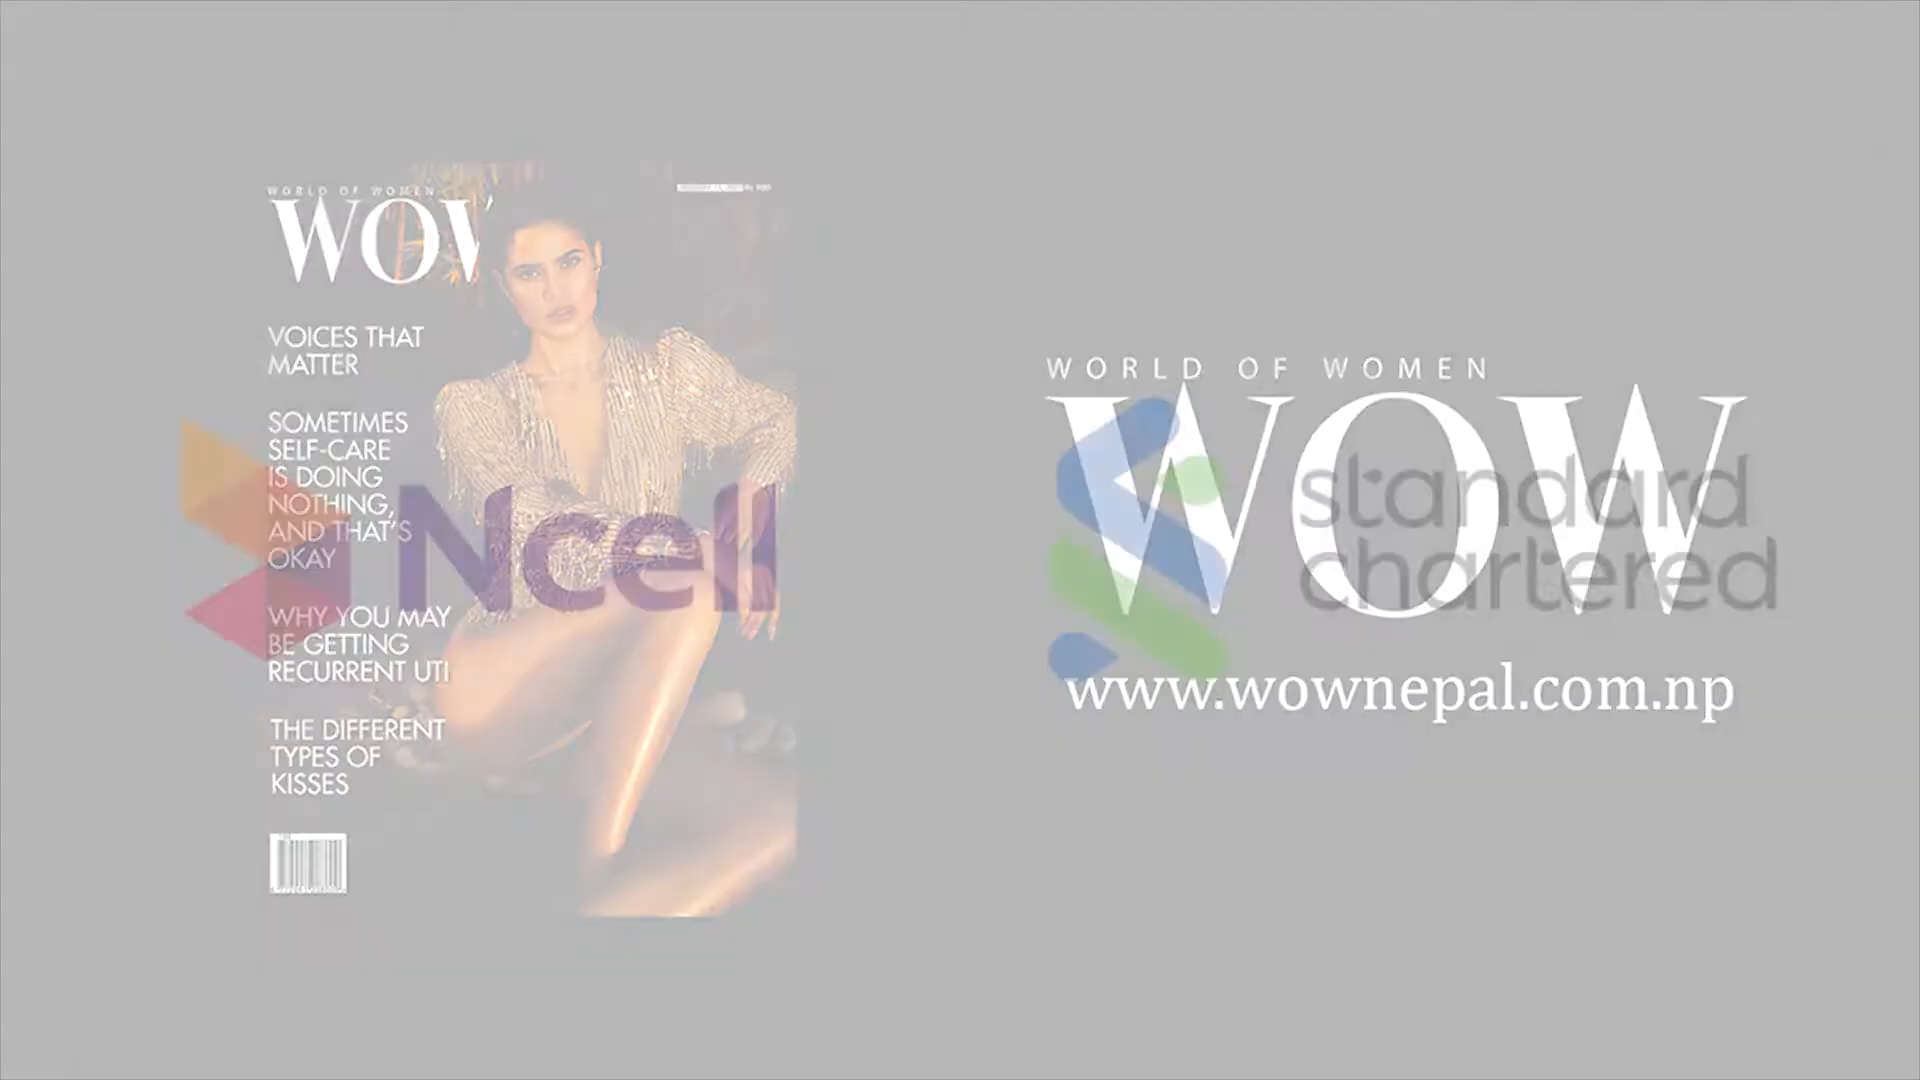 WORLD OF WOMEN
WOW
VOICES THAT
MATTER
SOMETIMES
SELF-CARE
IS DOING
NOTHING,
AND THAT'S
OKAY
WHY YOU MAY
BE GETTING
RECURRENT UTI
THE DIFFERENT
TYPES OF
KISSES
Ncell
WORLD OF WOMEN
WOW
standard
chartered
www.wownepal.com.np